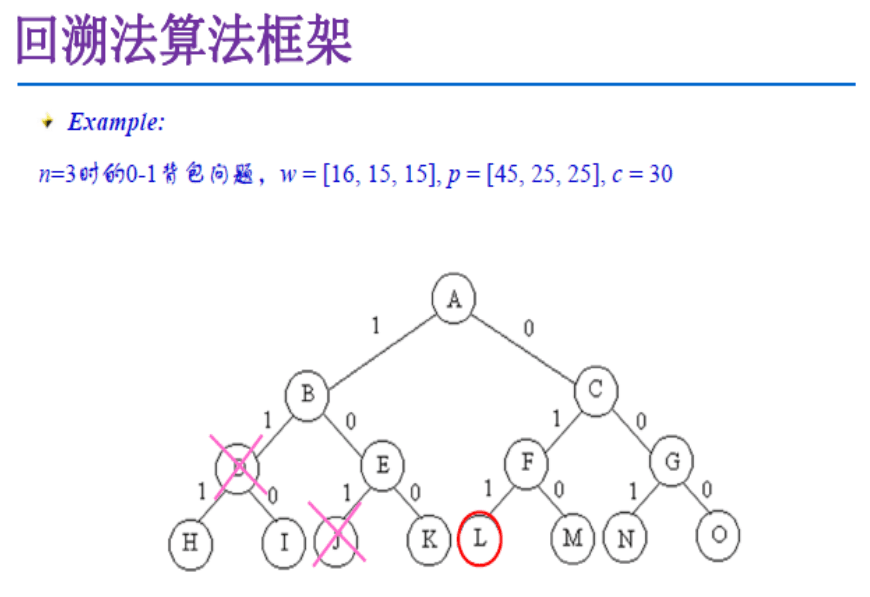 回溯法算法框架
Example:
n=3时的0-1背包问题，w = [16, 15, 15], p = [45, 25, 25], c = 30
A
1 0
B C
1 0 1 0
D E F G
1 0 1 0 1 0 1 0
H I J K L M N O